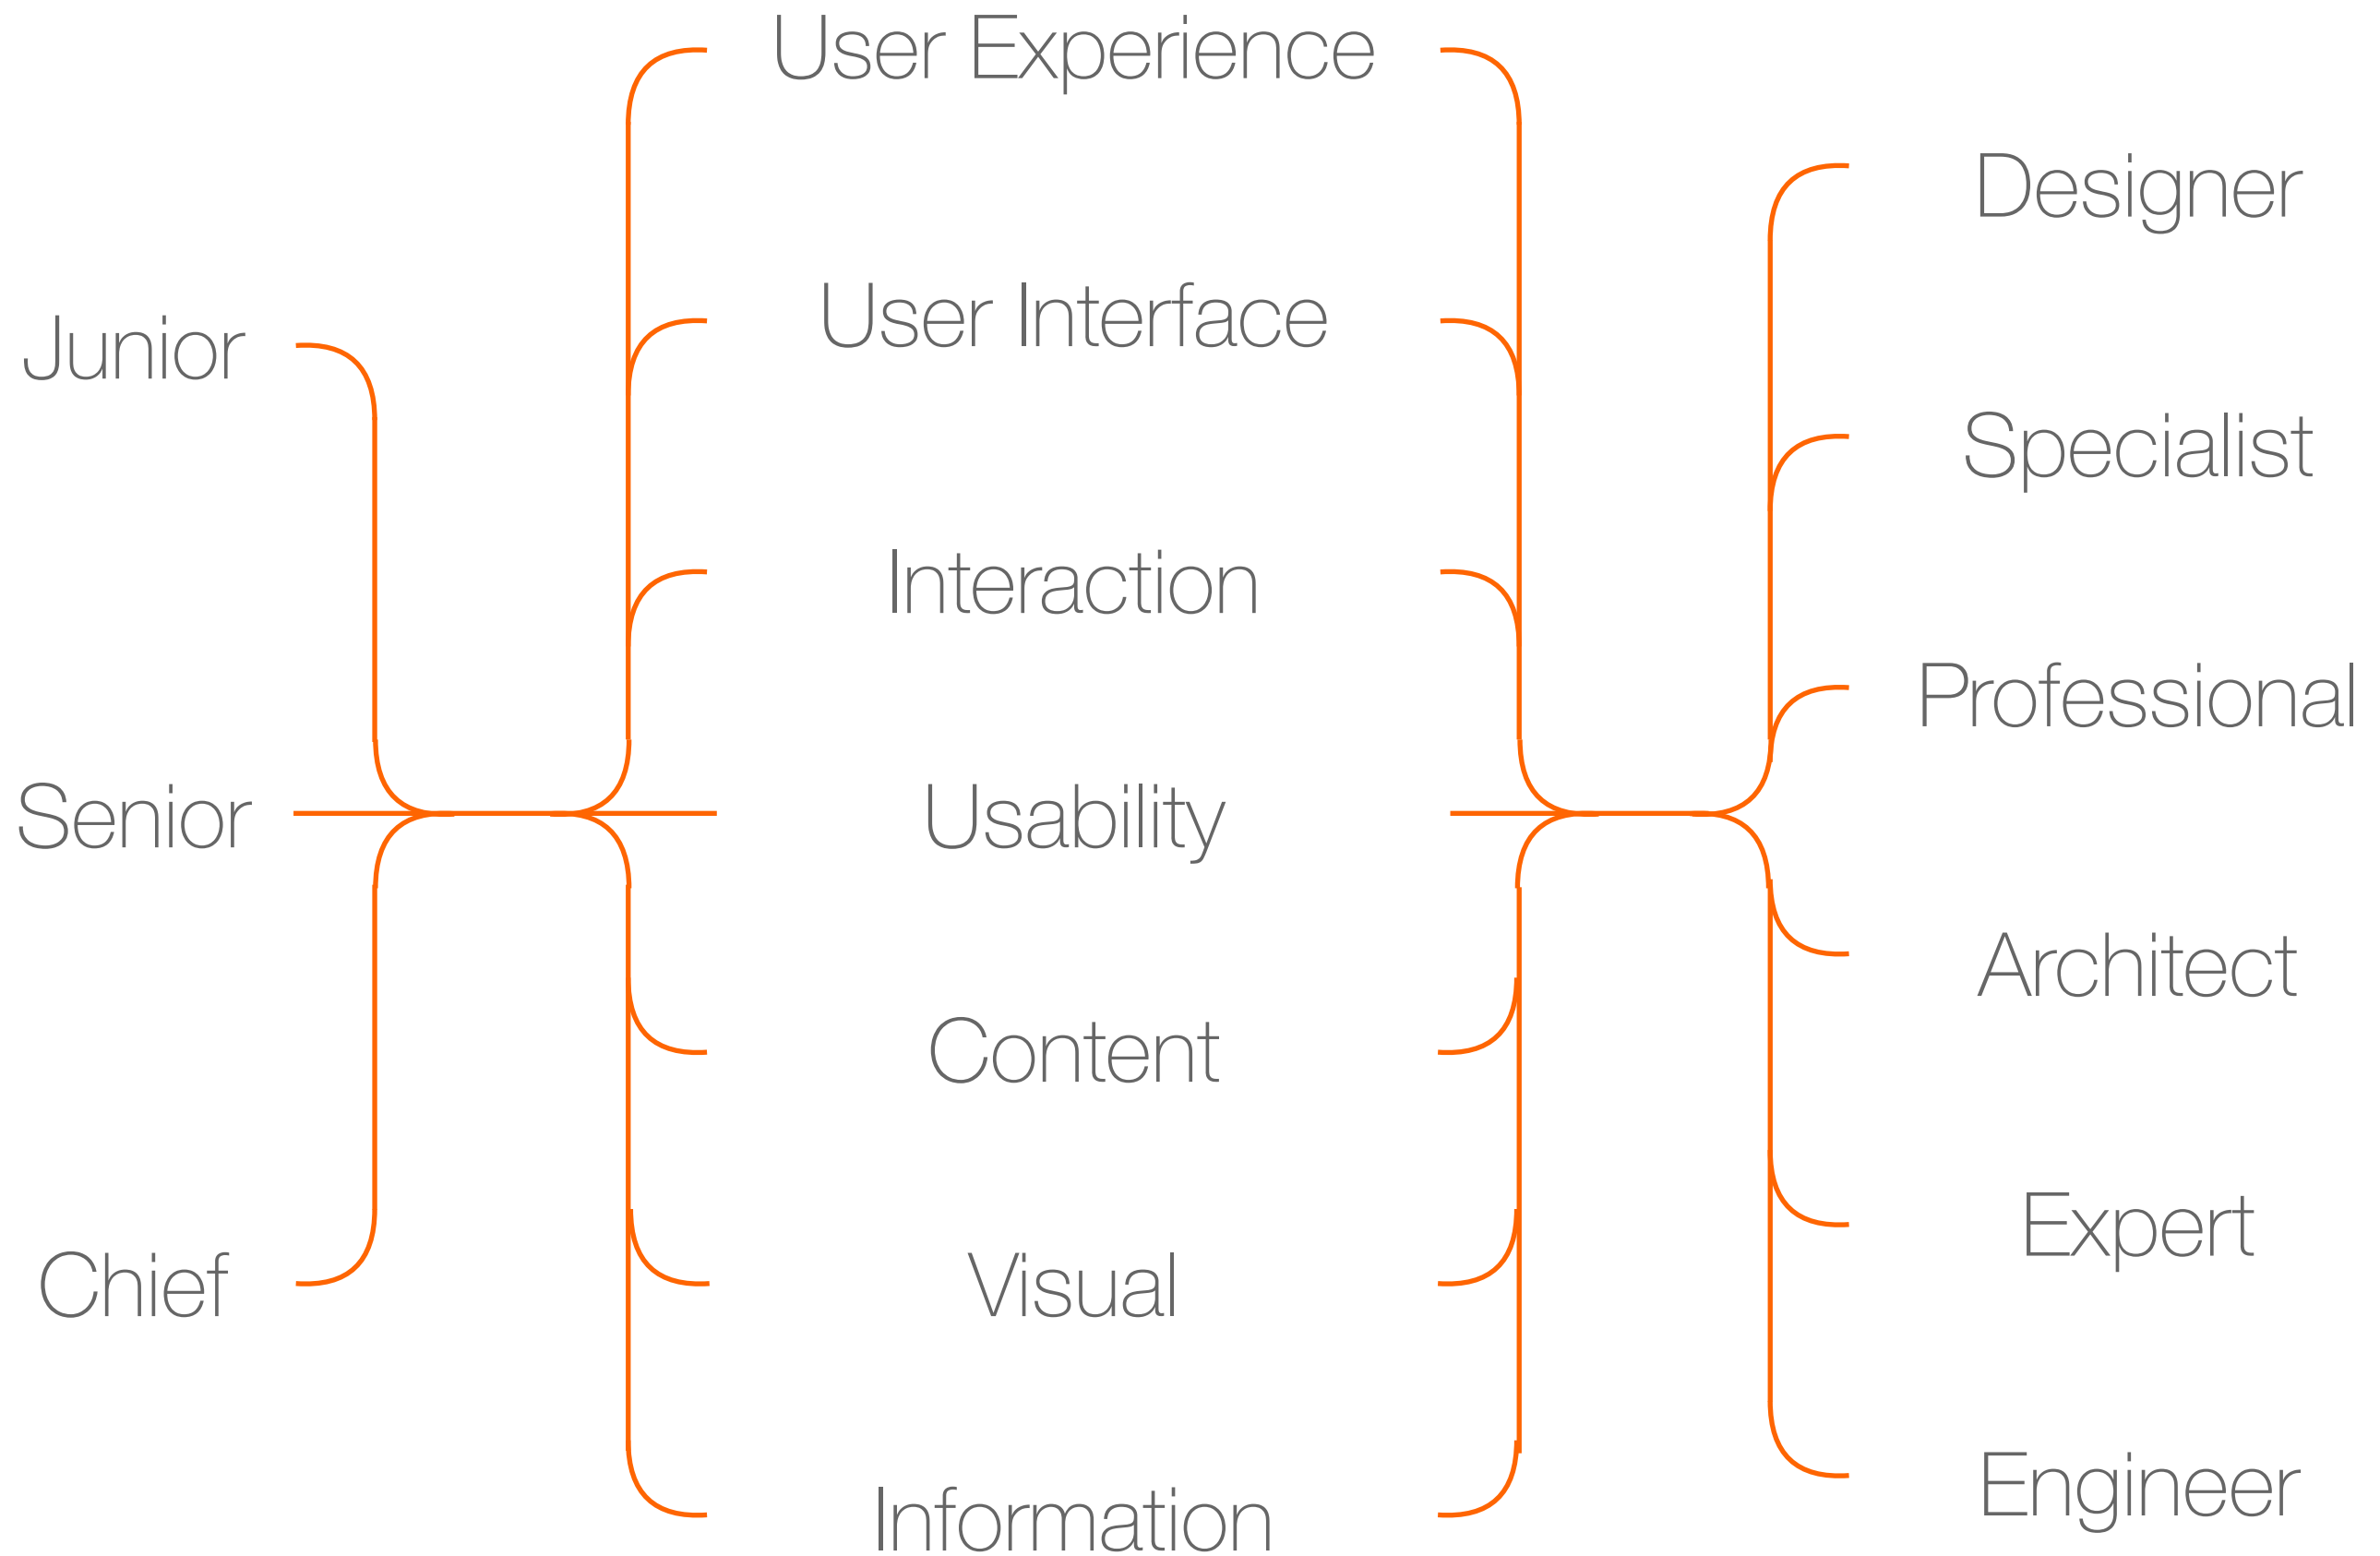 Junior
Senior
Chief
User Experience
User Interface
Interaction
Usability
Content
Visual
Information
Designer
Specialist
Professional
Architect
Expert
Engineer